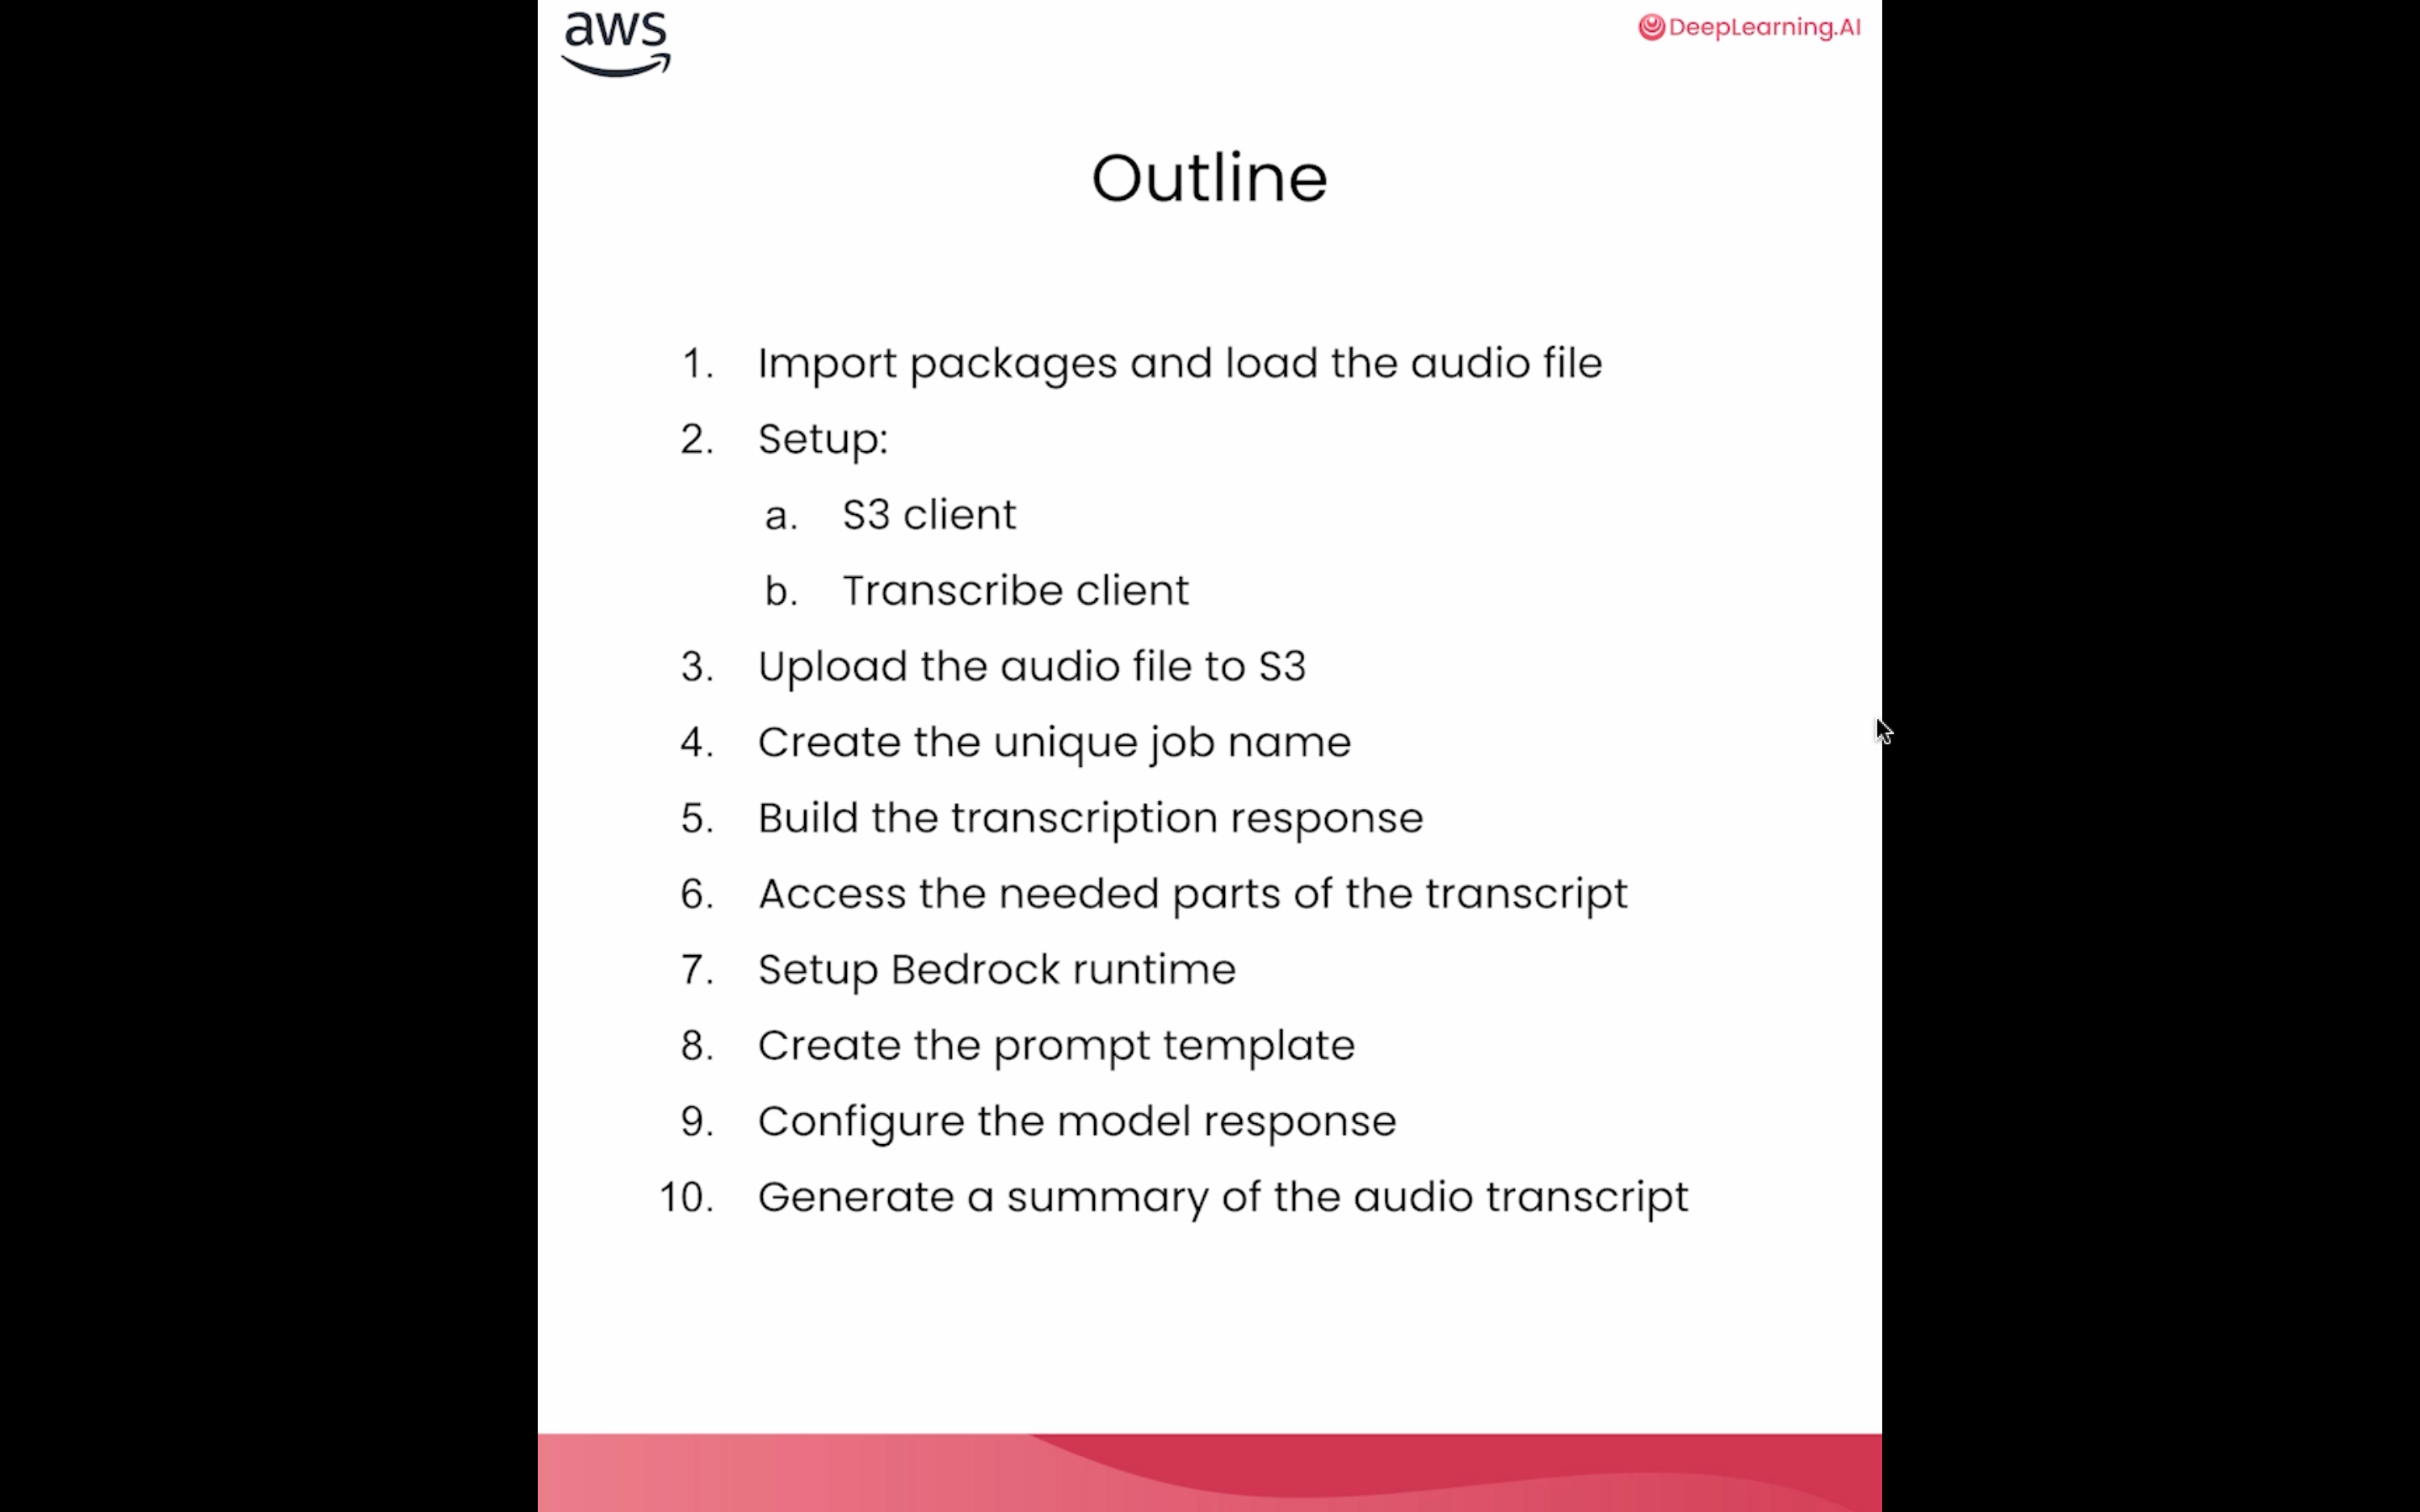 aws
DeepLearning.AI
Outline
1. Import packages and load the audio file
2. Setup:
a. S3 client
b. Transcribe client
3. Upload the audio file to S3
4. Create the unique job name
5. Build the transcription response
6. Access the needed parts of the transcript
7. Setup Bedrock runtime
8. Create the prompt template
9. Configure the model response
10. Generate a summary of the audio transcript